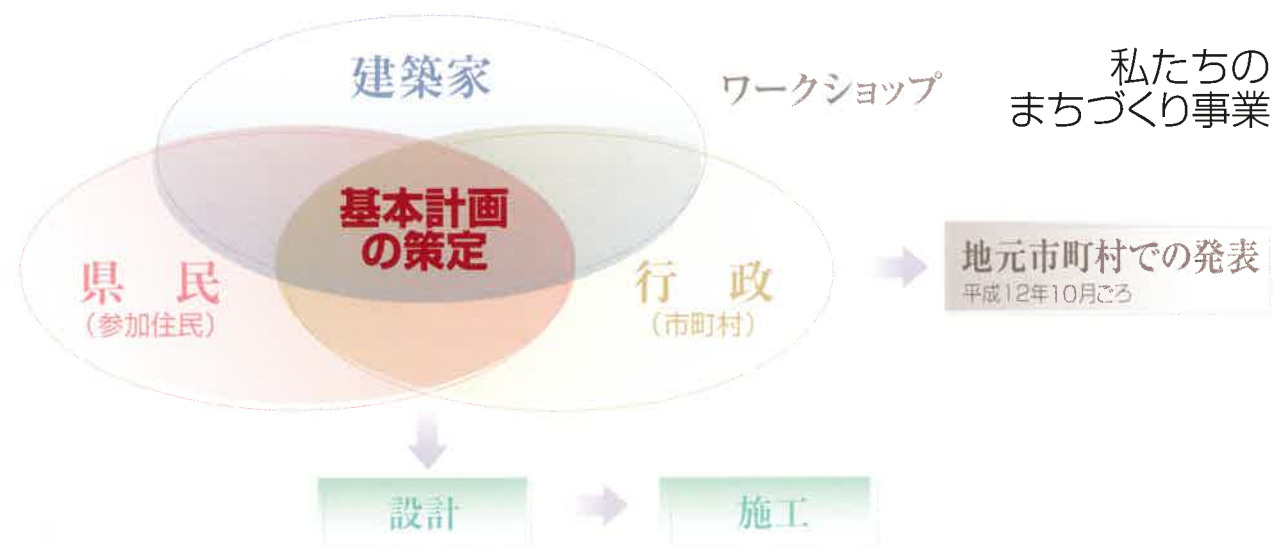 私たちの
まちづくり事業
ワークショップ
建築家
基本計画
の策定
県 民
(参加住民)
行 政
(市町村)
地元市町村での発表
平成12年10月ごろ
設計
施工